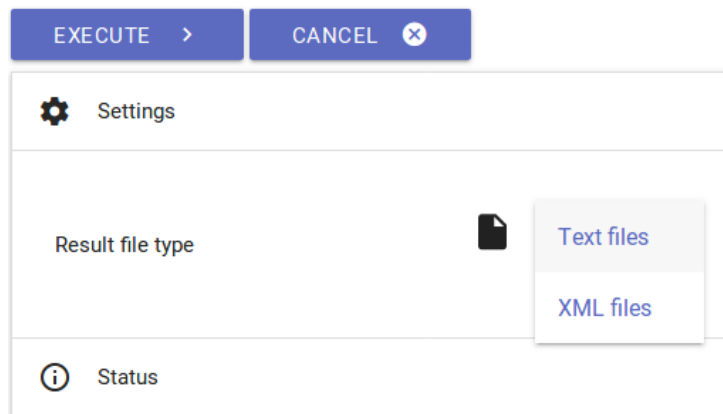 EXECUTE CANCEL
Settings
Result file type
Text files
XML files
Status